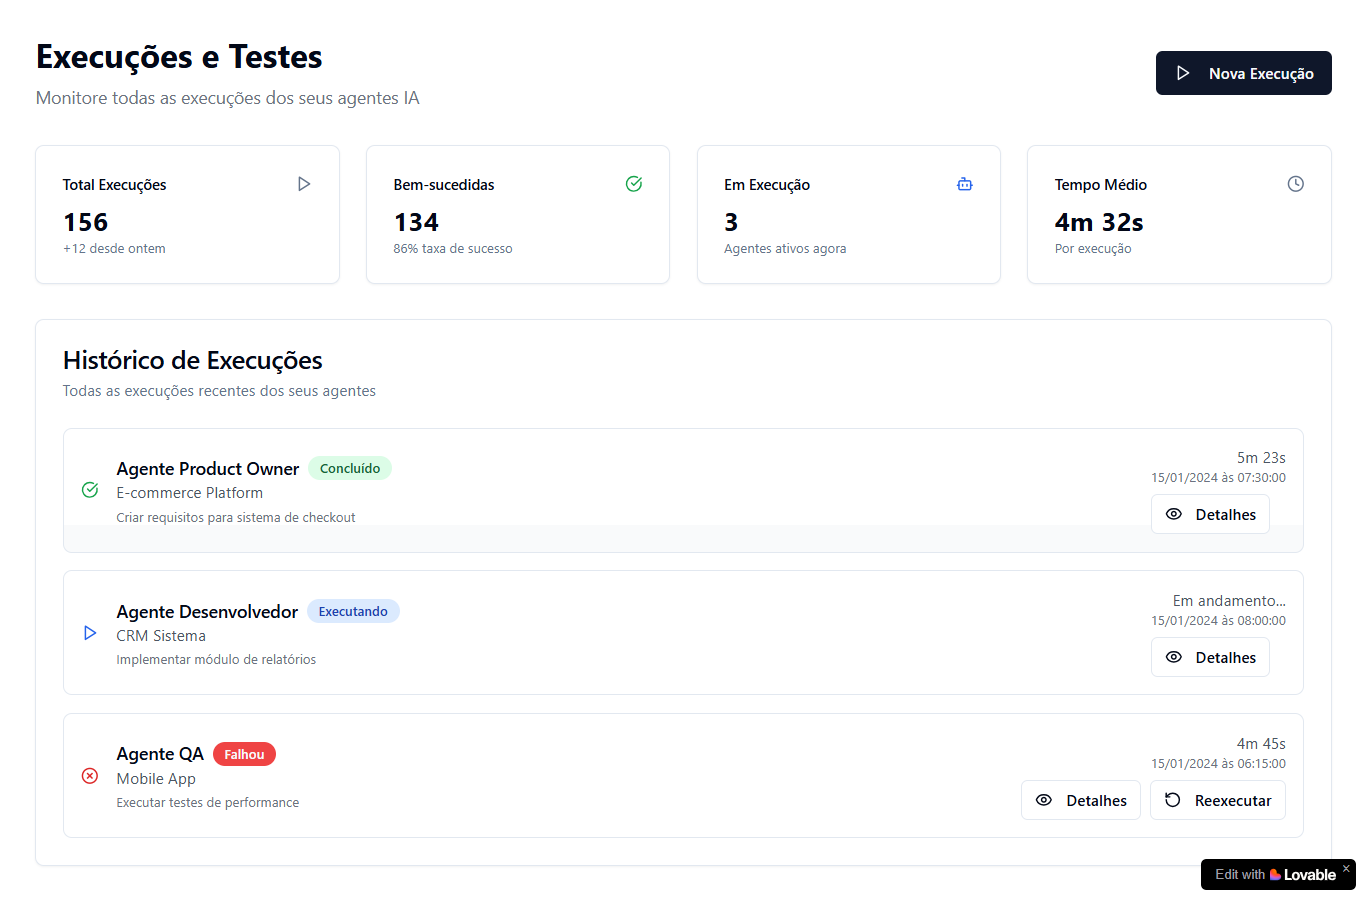 Execuções e Testes
Monitore todas as execuções dos seus agentes IA
Nova Execução
Total Execuções
156
+12 desde ontem
Bem-sucedidas
134
86% taxa de sucesso
Em Execução
3
Agentes ativos agora
Tempo Médio
4m 32s
Por execução
Histórico de Execuções
Todas as execuções recentes dos seus agentes
Agente Product Owner Concluído
E-commerce Platform
Criar requisitos para sistema de checkout
5m 23s
15/01/2024 às 07:30:00
Detalhes
Agente Desenvolvedor Executando
CRM Sistema
Implementar módulo de relatórios
Em andamento...
15/01/2024 às 08:00:00
Detalhes
Agente QA Falhou
Mobile App
Executar testes de performance
4m 45s
15/01/2024 às 06:15:00
Detalhes Reexecutar
Edit with Lovable